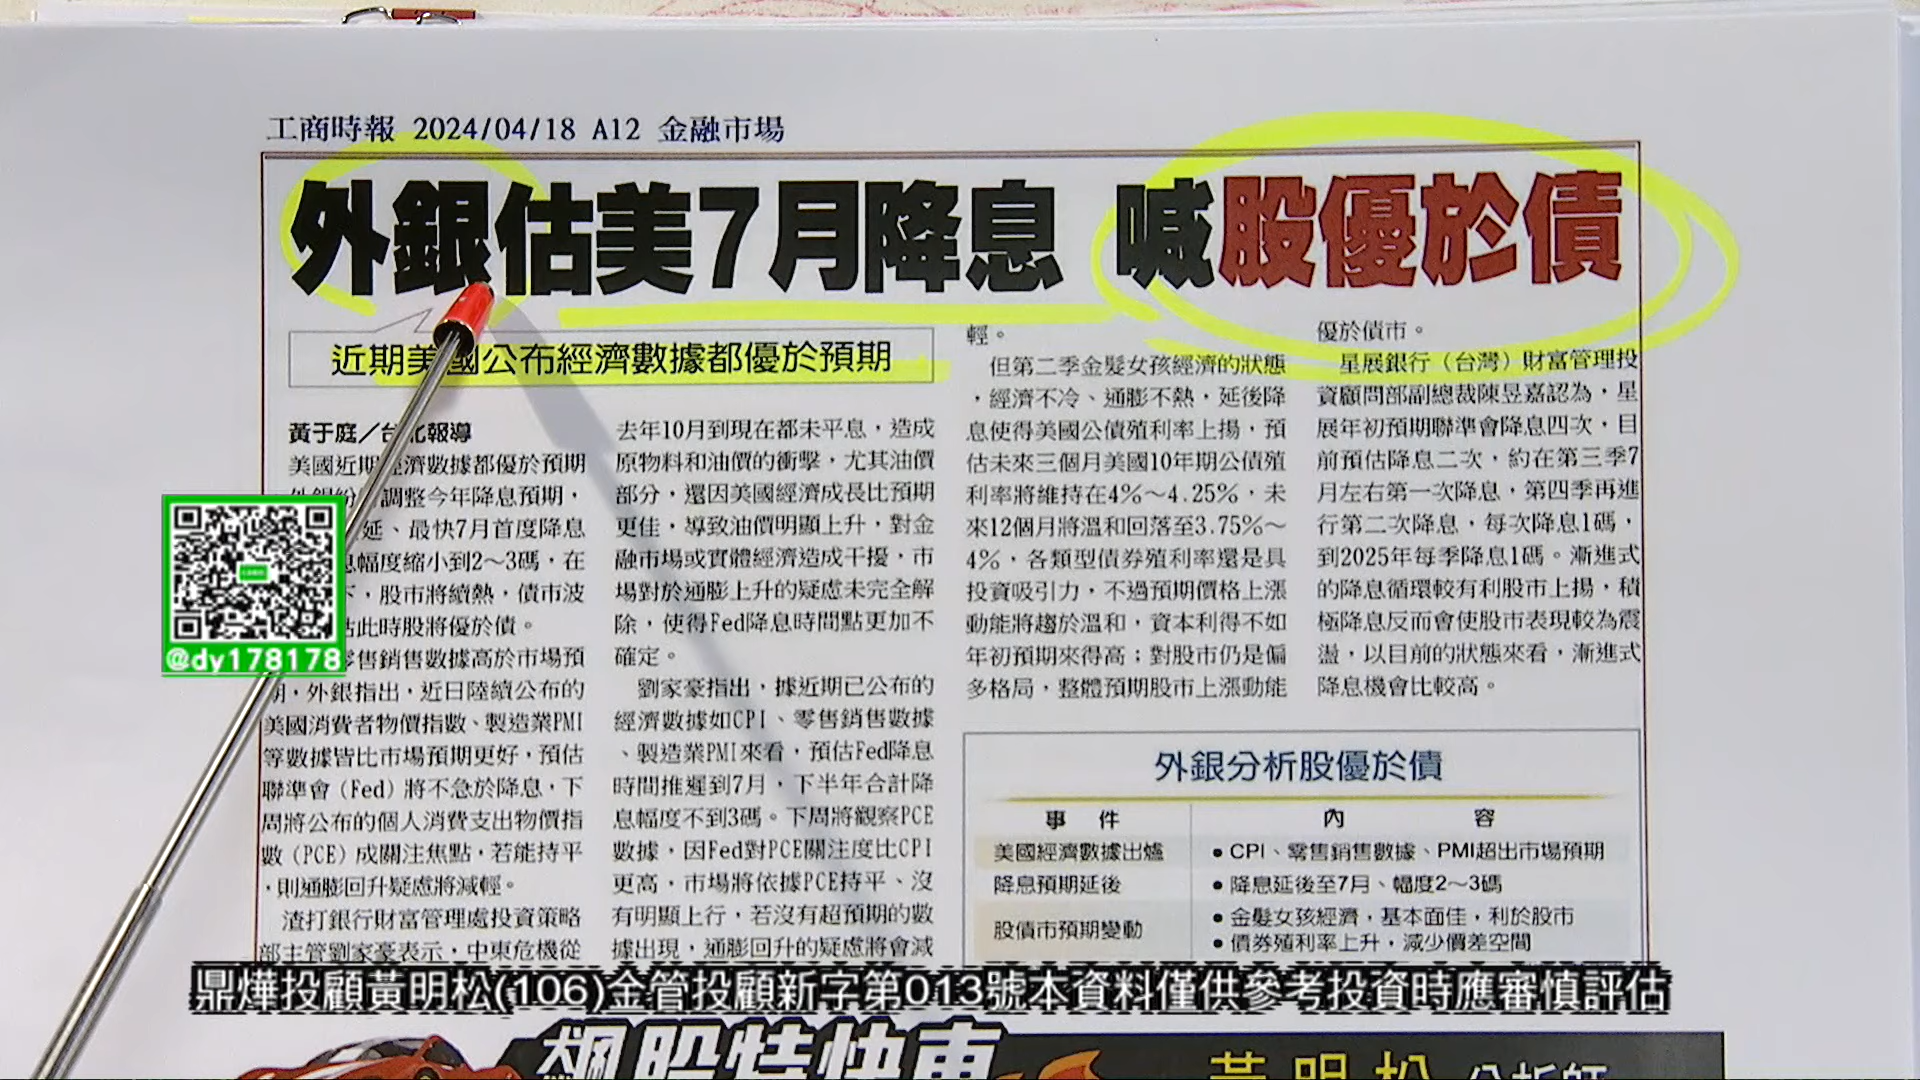 工商時報 2024/04/18 A12 金融市場
外銀估美7月降息 喊股優於債
近期美國公布經濟數據都優於預期
黃于庭／台北報導
美國近期經濟數據都優於預期
調整今年降息預期，
延、最快7月首度降息
幅度縮小到2～3碼，在
下，股市將續熱，債市波
此時股將優於債。
零售銷售數據高於市場預
期，外銀指出，近日陸續公布的
美國消費者物價指數、製造業PMI
等數據皆比市場預期更好，預估
聯準會（Fed）將不急於降息，下
周將公布的個人消費支出物價指
數（PCE）成關注焦點，若能持平
，則通膨回升疑慮將減輕。
渣打銀行財富管理處投資策略
部主管劉家豪表示，中東危機從
去年10月到現在都未平息，造成
原物料和油價的衝擊，尤其油價
部分，還因美國經濟成長比預期
更佳，導致油價明顯上升，對金
融市場或實體經濟造成干擾，市
場對於通膨上升的疑慮未完全解
除，使得Fed降息時間點更加不
確定。
劉家豪指出，據近期已公布的
經濟數據如CPI、零售銷售數據
、製造業PMI來看，預估Fed降息
時間推遲到7月，下半年合計降
息幅度不到3碼。下周將觀察PCE
數據，因Fed對PCE關注度比CPI
更高，市場將依據PCE持平、沒
有明顯上行，若沒有超預期的數
據出現，通膨回升的疑慮將會減
輕。
但第二季金髮女孩經濟的狀態
，經濟不冷、通膨不熱，延後降
息使得美國公債殖利率上揚，預
估未來三個月美國10年期公債殖
利率將維持在4%～4.25%，未
來12個月將溫和回落至3.75%～
4%，各類型債券殖利率還是具
投資吸引力，不過預期價格上漲
動能將趨於溫和，資本利得不如
年初預期來得高；對股市仍是偏
多格局，整體預期股市上漲動能
優於債市。
星展銀行（台灣）財富管理投
資顧問部副總裁陳昱嘉認為，星
展年初預期聯準會降息四次，目
前預估降息二次，約在第三季7
月左右第一次降息，第四季再進
行第二次降息，每次降息1碼，
到2025年每季降息1碼。漸進式
的降息循環較有利股市上揚，積
極降息反而會使股市表現較為震
盪，以目前的狀態來看，漸進式
降息機會比較高。
外銀分析股優於債
事 件 內 容
美國經濟數據出爐 ●CPI、零售銷售數據、PMI超出市場預期
降息預期延後 ●降息延後至7月、幅度2～3碼
股債市預期變動 ●金髮女孩經濟，基本面佳，利於股市
●債券殖利率上升，減少價差空間
@dy178178
鼎燁投顧黃明松(106)金管投顧新字第013號本資料僅供參考投資時應審慎評估
飆股特快車
黃明松 分析師